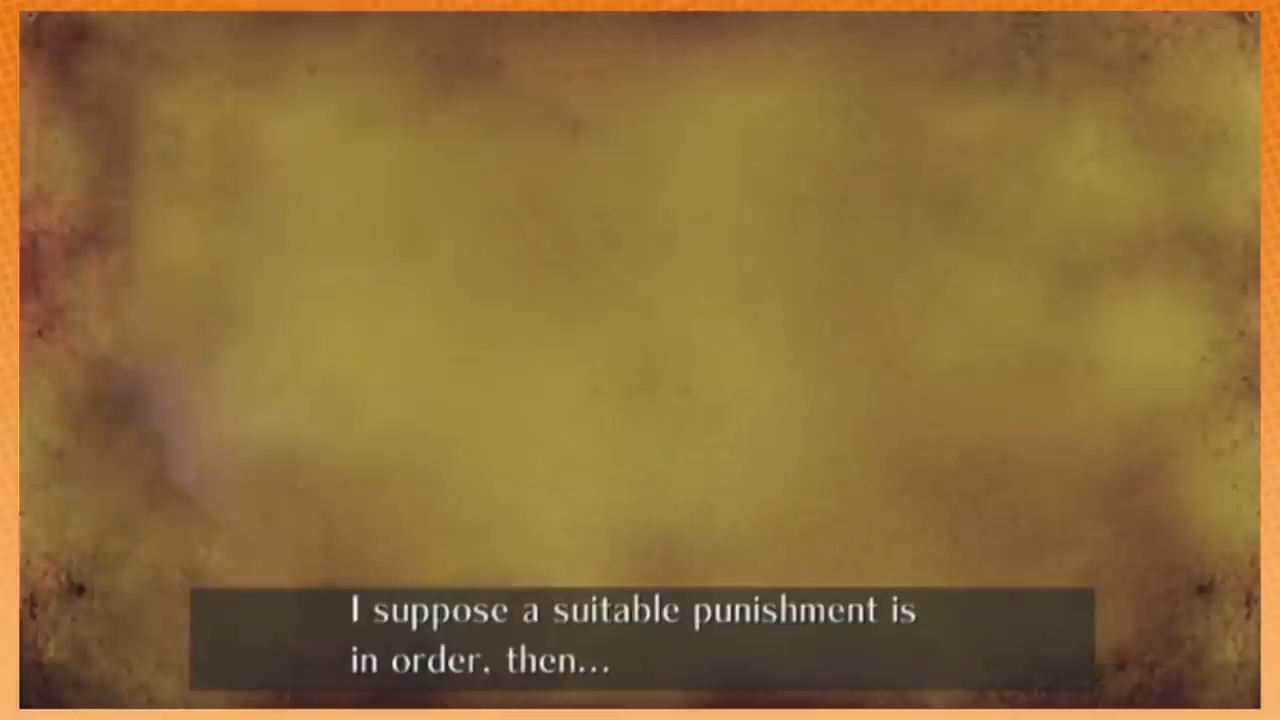 I suppose a suitable punishment is
in order, then...